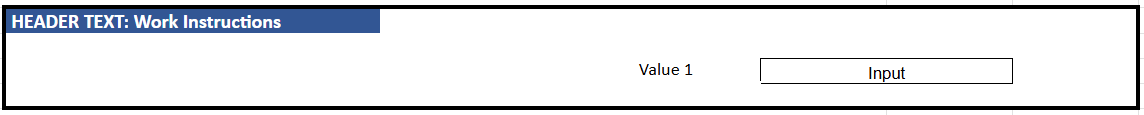 HEADER TEXT: Work Instructions
Value 1 Input